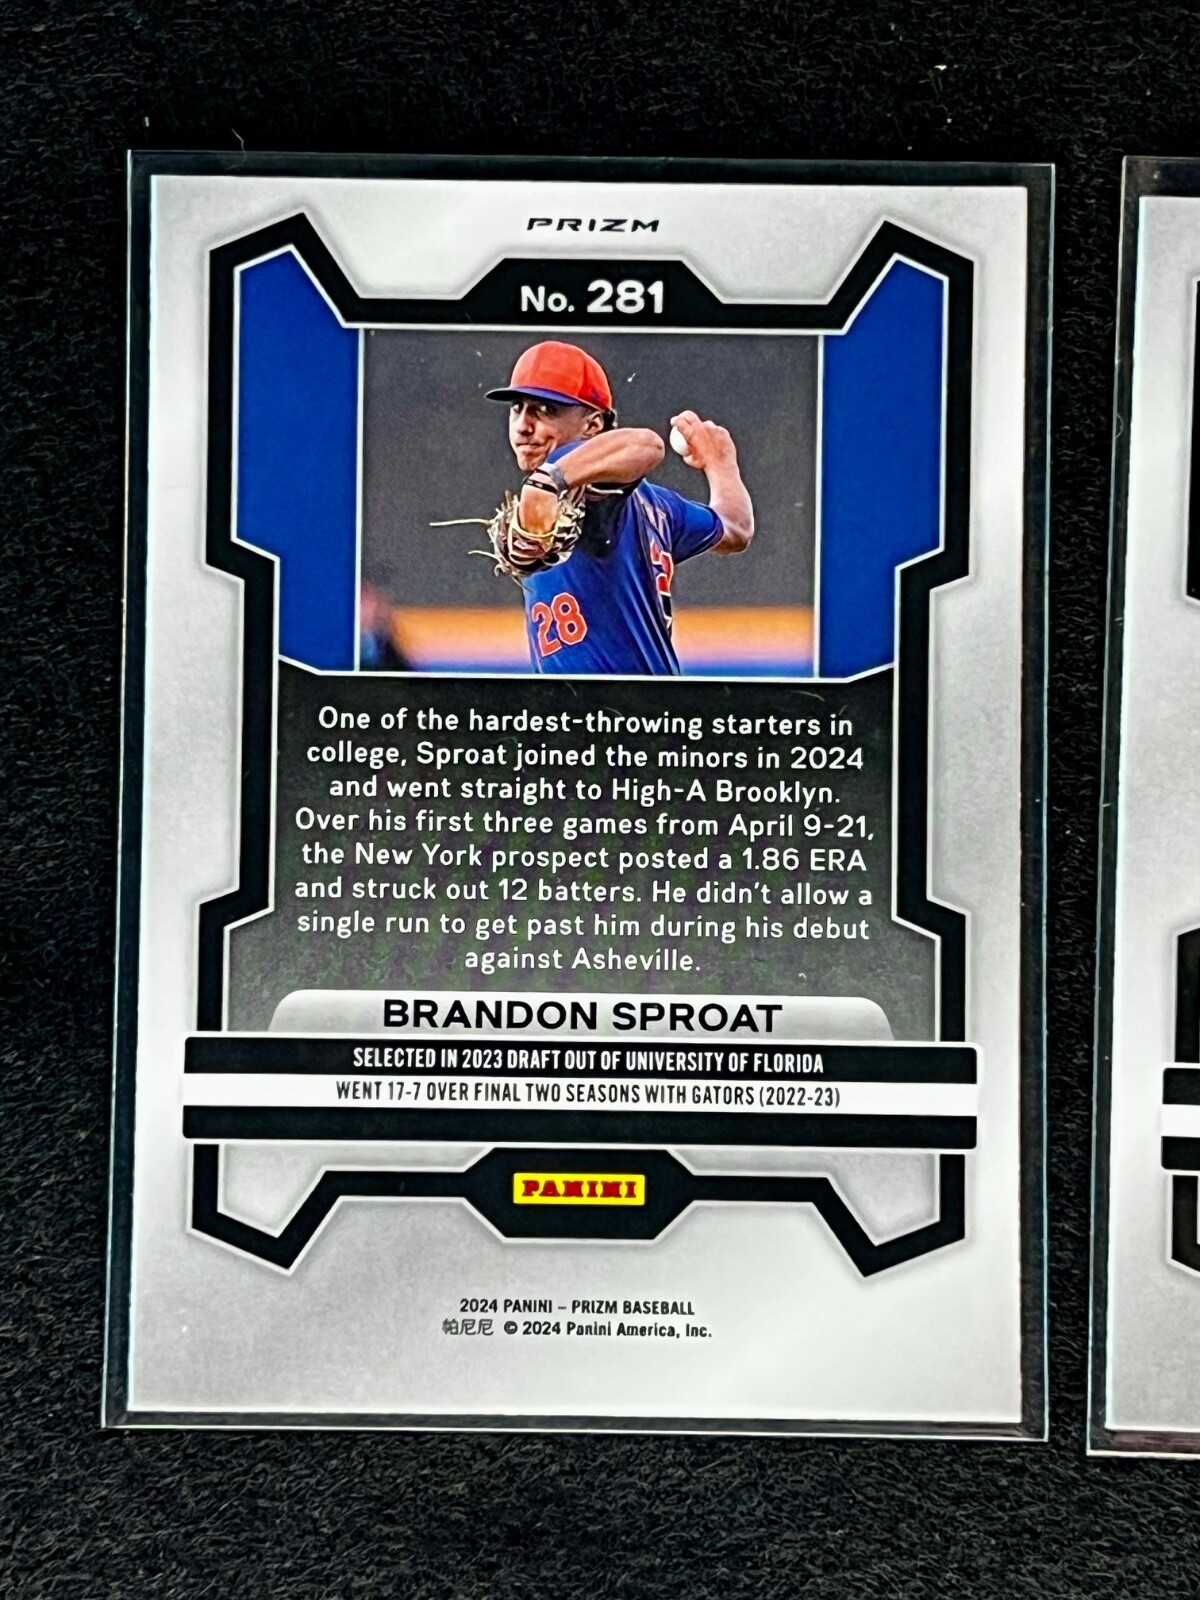 PRIZM
No. 281
28
One of the hardest-throwing starters in
college, Sproat joined the minors in 2024
and went straight to High-A Brooklyn.
Over his first three games from April 9-21,
the New York prospect posted a 1.86 ERA
and struck out 12 batters. He didn't allow a
single run to get past him during his debut
against Asheville.
BRANDON SPROAT
SELECTED IN 2023 DRAFT OUT OF UNIVERSITY OF FLORIDA
WENT 17-7 OVER FINAL TWO SEASONS WITH GATORS (2022-23)
PANINI
2024 PANINI – PRIZM BASEBALL
帕尼尼 © 2024 Panini America, Inc.